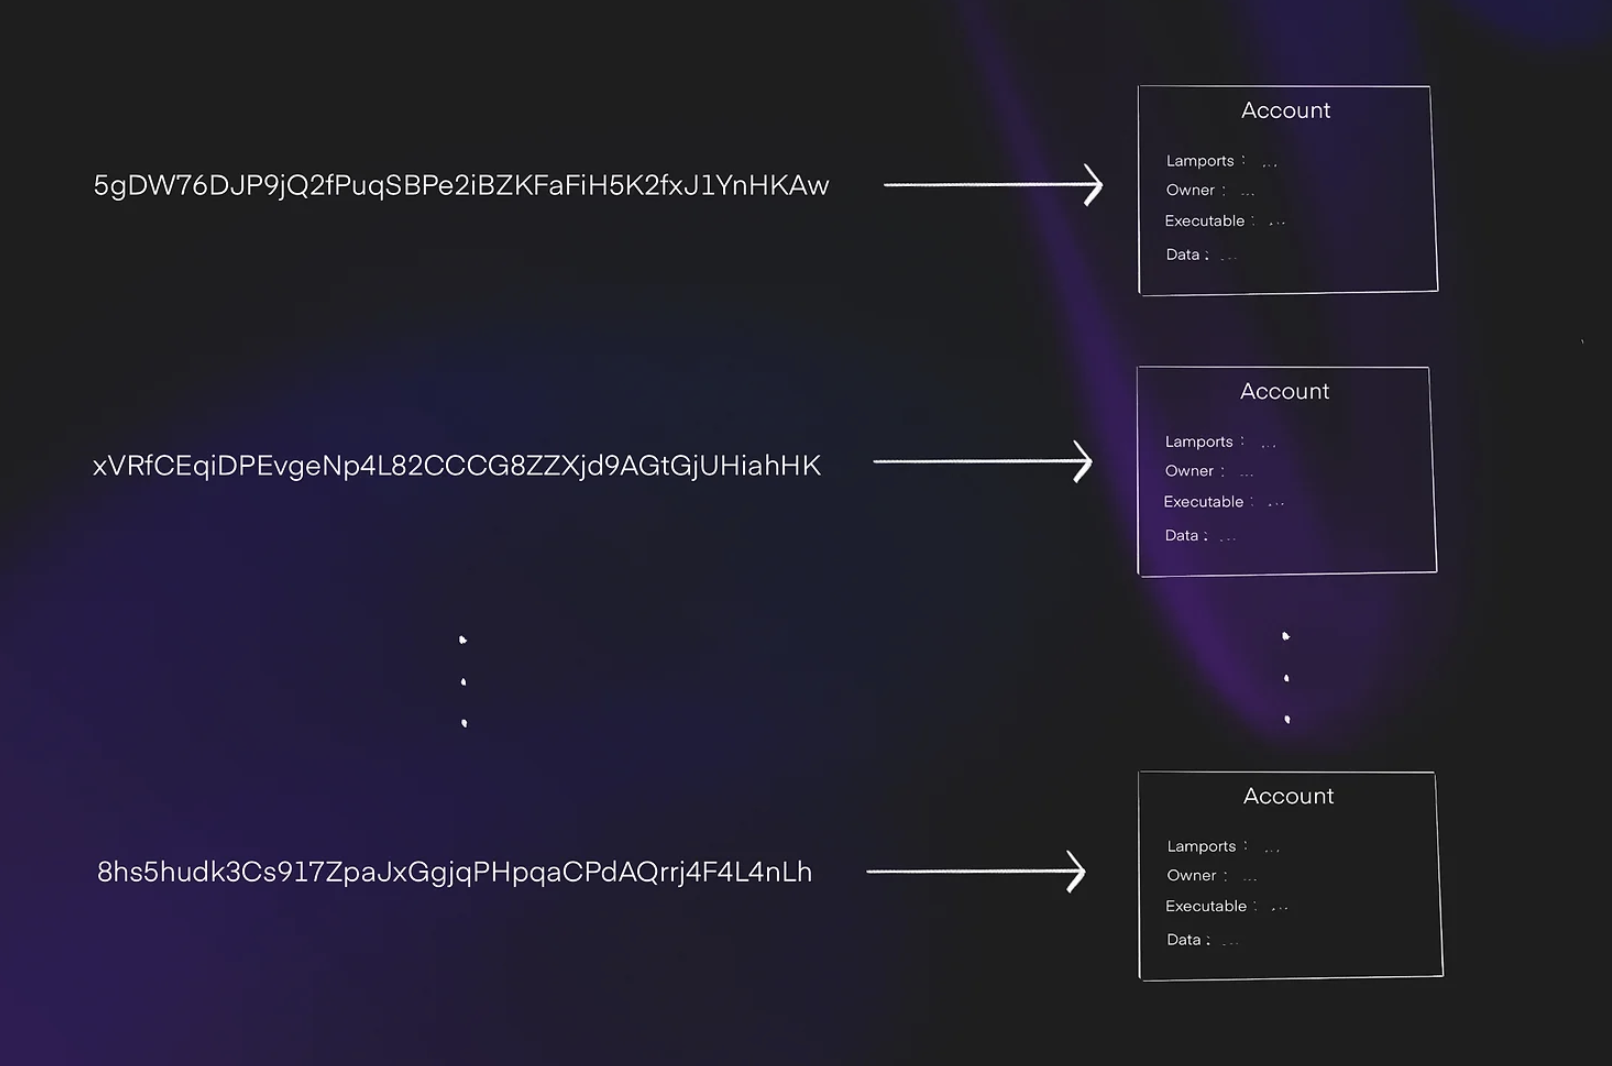 5gDW76DJP9jQ2fPuqSBPe2iBZKFaFiH5K2fxJ1YnHKAw
Account
Lamports : ...
Owner : ...
Executable : ...
Data : ...
xVRfCEqiDPEvgeNp4L82CCCG8ZZXjd9AGtGjUHiahHK
Account
Lamports : ...
Owner : ...
Executable : ...
Data : ...
8hs5hudk3Cs917ZpaJxGgjqPHpqaCPdAQrrj4F4L4nLh
Account
Lamports : ...
Owner : ...
Executable : ...
Data : ...